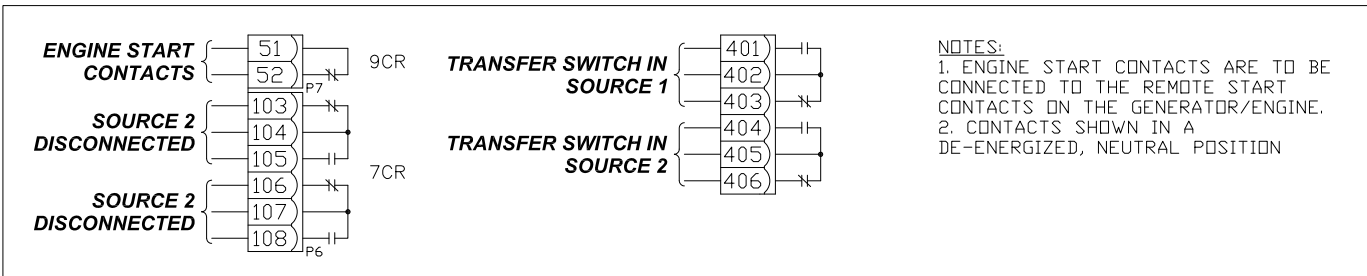 ENGINE START
CONTACTS
51
52
P7
9CR
SOURCE 2
DISCONNECTED
103
104
105
7CR
SOURCE 2
DISCONNECTED
106
107
108
P6
TRANSFER SWITCH IN
SOURCE 1
401
402
403
TRANSFER SWITCH IN
SOURCE 2
404
405
406
NOTES:
1. ENGINE START CONTACTS ARE TO BE
CONNECTED TO THE REMOTE START
CONTACTS ON THE GENERATOR/ENGINE.
2. CONTACTS SHOWN IN A
DE-ENERGIZED, NEUTRAL POSITION